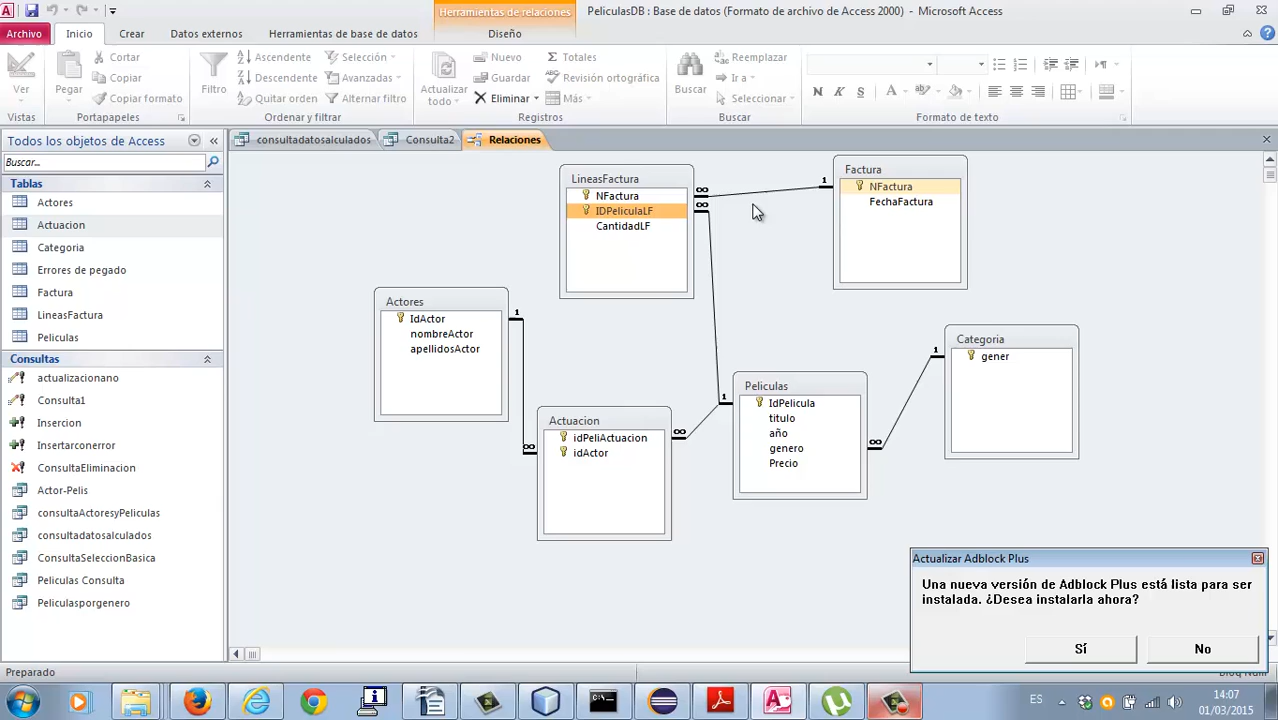 Herramientas de relaciones
PeliculasDB : Base de datos (Formato de archivo de Access 2000) - Microsoft Access
Archivo Inicio Crear Datos externos Herramientas de base de datos Diseño
Ver
Vistas
Pegar
Cortar
Copiar
Copiar formato
Portapapeles
Filtro
Ascendente
Descendente
Quitar orden
Selección
Avanzadas
Alternar filtro
Ordenar y filtrar
Actualizar todo
Nuevo
Guardar
Eliminar
Totales
Revisión ortográfica
Más
Registros
Buscar
Reemplazar
Ir a
Seleccionar
Buscar
N K S
A
Formato de texto
Todos los objetos de Access
Buscar...
Tablas
Actores
Actuacion
Categoria
Errores de pegado
Factura
LineasFactura
Peliculas
Consultas
actualizacionano
Consulta1
Insercion
Insertarconerror
ConsultaEliminacion
Actor-Pelis
consultaActoresyPeliculas
consultadatosalculados
ConsultaSeleccionBasica
Peliculas Consulta
Peliculasporgenero
consultadatosalculados Consulta2 Relaciones
LineasFactura
NFactura
IDPeliculaLF
CantidadLF
∞
∞
1
Factura
NFactura
FechaFactura
Actores
IdActor
nombreActor
apellidosActor
1
∞
Actuacion
idPeliActuacion
idActor
∞
1
Peliculas
IdPelicula
titulo
año
genero
Precio
∞
1
Categoria
gener
Actualizar Adblock Plus
Una nueva versión de Adblock Plus está lista para ser
instalada. ¿Desea instalarla ahora?
Sí No
Preparado
ES
14:07
01/03/2015